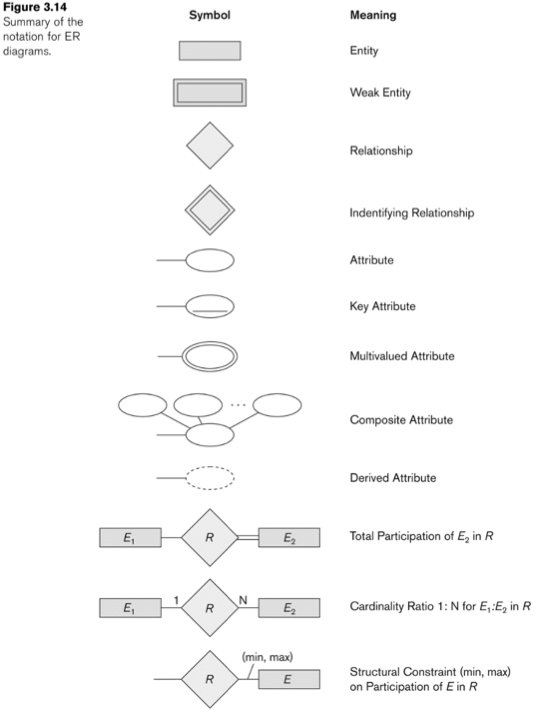 Figure 3.14
Summary of the
notation for ER
diagrams.
Symbol
Meaning
Entity
Weak Entity
Relationship
Indentifying Relationship
Attribute
Key Attribute
Multivalued Attribute
...
Composite Attribute
Derived Attribute
E₁ R E₂
Total Participation of E₂ in R
E₁ 1 R N E₂
Cardinality Ratio 1: N for E₁:E₂ in R
(min, max)
R E
Structural Constraint (min, max)
on Participation of E in R